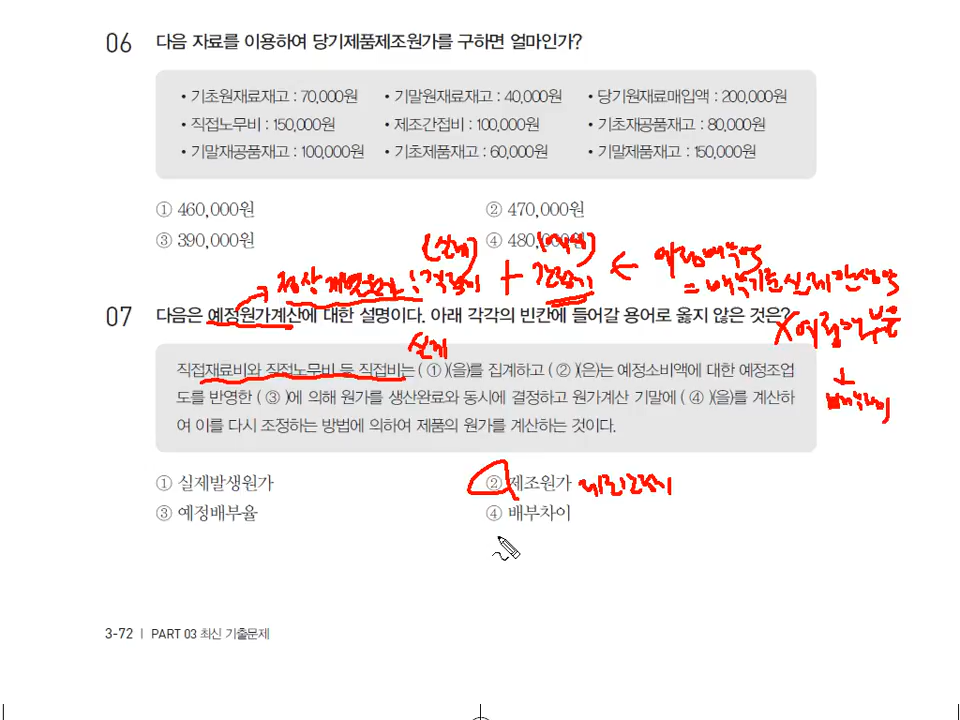 06 다음 자료를 이용하여 당기제품제조원가를 구하면 얼마인가?
• 기초원재료재고 : 70,000원 • 기말원재료재고 : 40,000원 • 당기원재료매입액 : 200,000원
• 직접노무비 : 150,000원 • 제조간접비 : 100,000원 • 기초재공품재고 : 80,000원
• 기말재공품재고 : 100,000원 • 기초제품재고 : 60,000원 • 기말제품재고 : 150,000원
① 460,000원 ② 470,000원
③ 390,000원 ④ 480,000원
(실제) (예정)
+ 간접비 ← 예정배부액
07 다음은 예정원가계산에 대한 설명이다. 아래 각각의 빈칸에 들어갈 용어로 옳지 않은 것은?
X 예정배부율
실제
직접재료비와 직접노무비 등 직접비는 ( ① )(을)를 집계하고 ( ② )(은)는 예정소비액에 대한 예정조업
도를 반영한 ( ③ )에 의해 원가를 생산완료와 동시에 결정하고 원가계산 기말에 ( ④ )(을)를 계산하
여 이를 다시 조정하는 방법에 의하여 제품의 원가를 계산하는 것이다.
① 실제발생원가 ② 제조원가 제조간접비
③ 예정배부율 ④ 배부차이
3-72 | PART 03 최신 기출문제